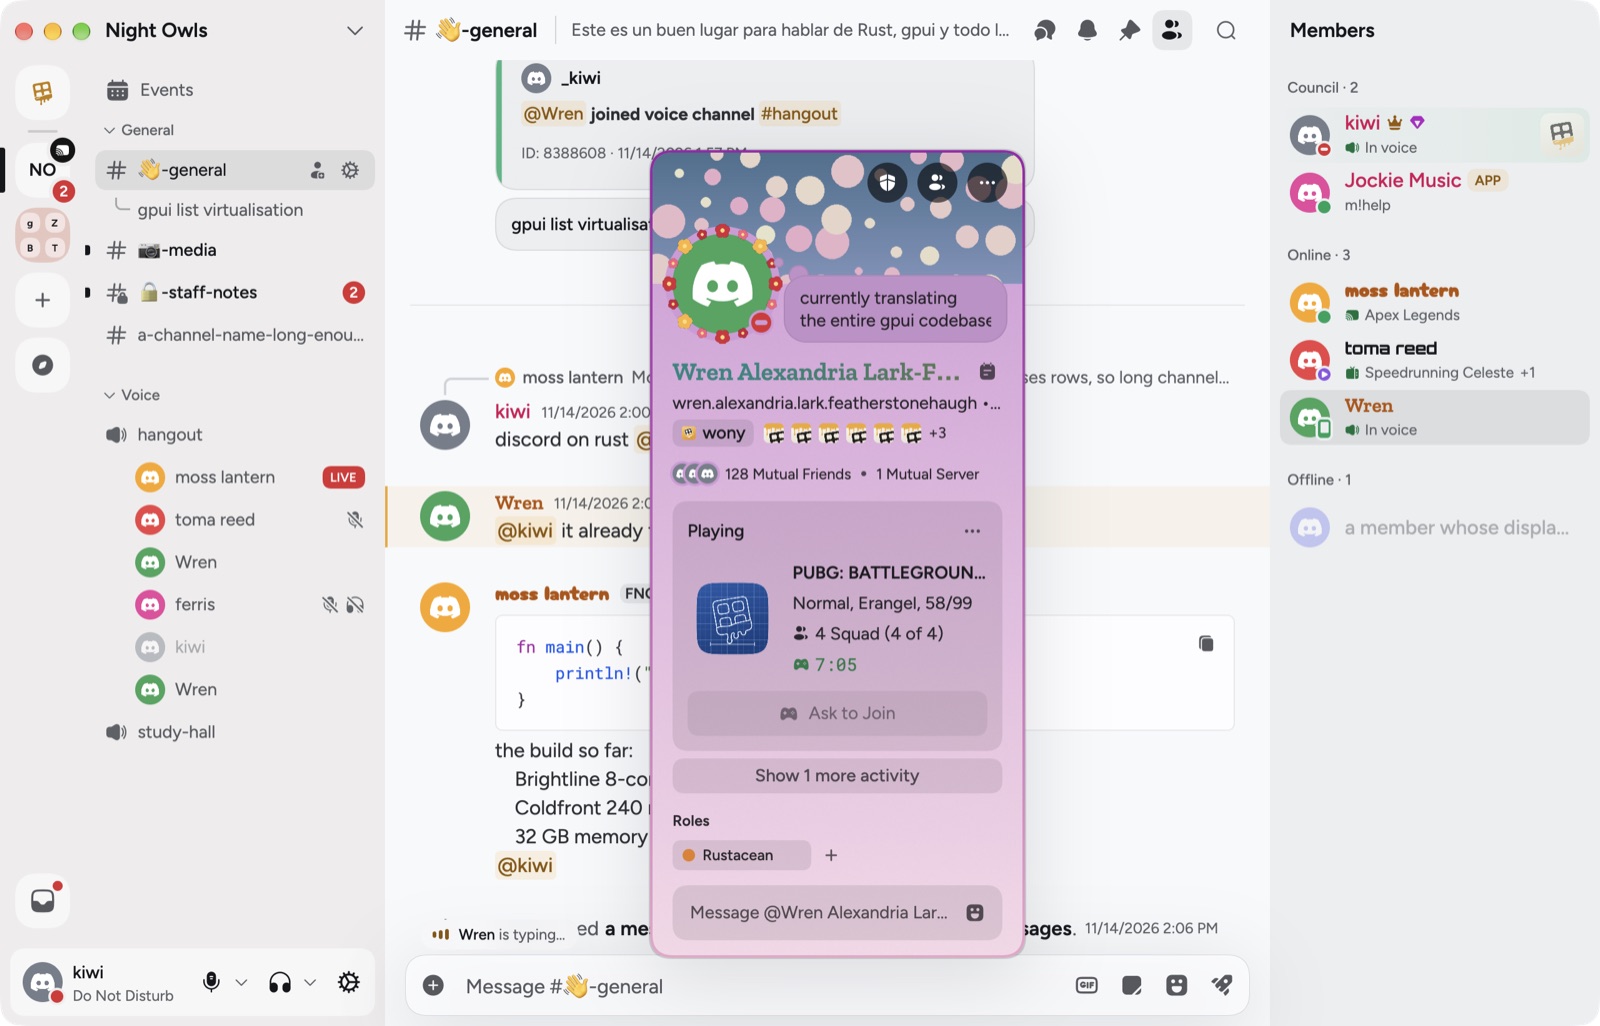 Night Owls
Events
General
NO
2
👋-general
gpui list virtualisation
g Z
B T
📷-media
🔒-staff-notes
2
a-channel-name-long-enou...
Voice
hangout
moss lantern
LIVE
toma reed
Wren
ferris
kiwi
Wren
study-hall
kiwi
Do Not Disturb
👋-general
Este es un buen lugar para hablar de Rust, gpui y todo l...
_kiwi
@Wren joined voice channel #hangout
ID: 8388608 · 11/14/2026 1:57 PM
gpui list virtualisa
moss lantern
ses rows, so long channel...
kiwi 11/14/2026 2:00
discord on rust @
Wren 11/14/2026 2:0
@kiwi it already
moss lantern
fn main() {
println!("
}
the build so far:
Brightline 8-co
Coldfront 240
32 GB memory
@kiwi
Wren is typing...
ed a me
sages. 11/14/2026 2:06 PM
Message #👋-general
GIF
currently translating
the entire gpui codebase
Wren Alexandria Lark-F...
wren.alexandria.lark.featherstonehaugh •...
wony
+3
128 Mutual Friends • 1 Mutual Server
Playing
PUBG: BATTLEGROUN...
Normal, Erangel, 58/99
4 Squad (4 of 4)
7:05
Ask to Join
Show 1 more activity
Roles
Rustacean
Message @Wren Alexandria Lar...
Members
Council · 2
kiwi
In voice
Jockie Music APP
m!help
Online · 3
moss lantern
Apex Legends
toma reed
Speedrunning Celeste +1
Wren
In voice
Offline · 1
a member whose displa...